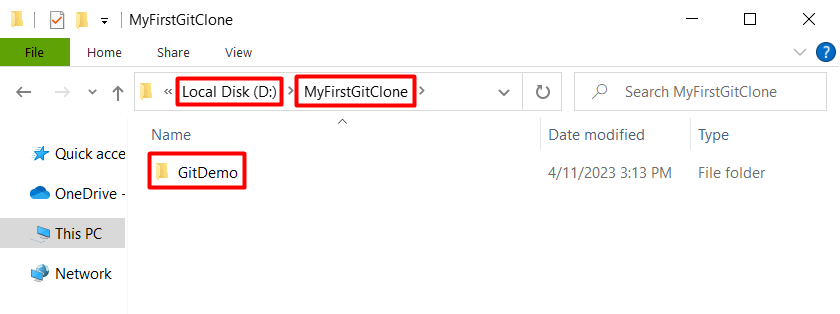 MyFirstGitClone
File Home Share View
« Local Disk (D:) > MyFirstGitClone > Search MyFirstGitClone
Name Date modified Type
Quick acce
GitDemo 4/11/2023 3:13 PM File folder
OneDrive -
This PC
Network